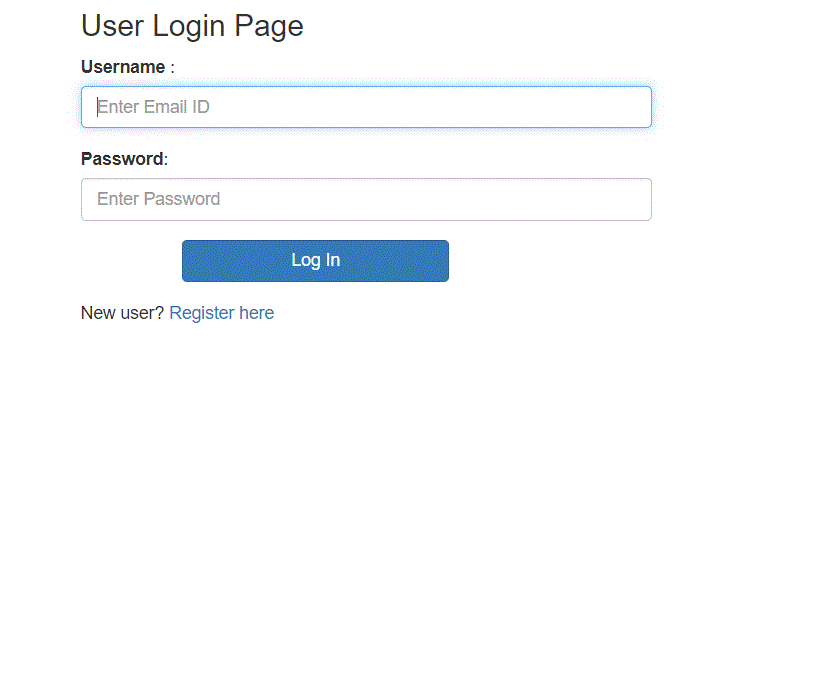 User Login Page
Username :
Enter Email ID
Password:
Enter Password
Log In
New user? Register here